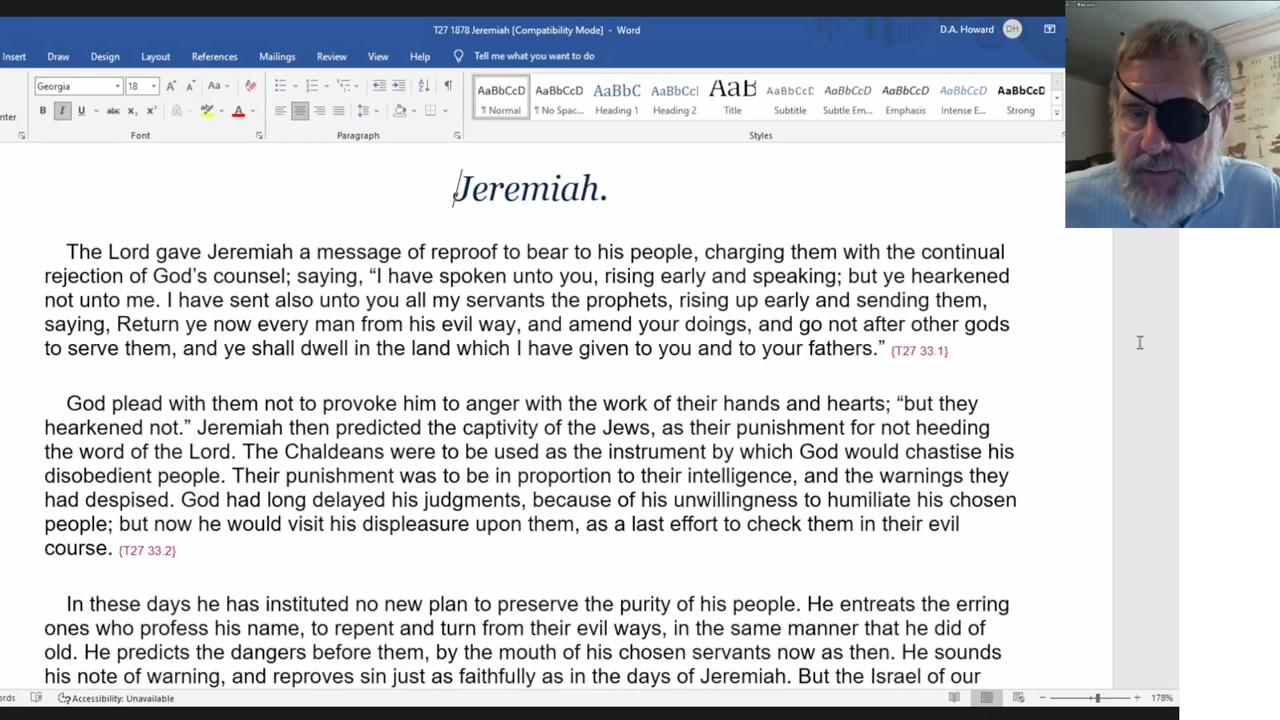 T27 1878 Jeremiah [Compatibility Mode] - Word
D.A. Howard DH
Insert Draw Design Layout References Mailings Review View Help Tell me what you want to do
Georgia 18 Aa AaBbCcD AaBbCcD AaBbC AaBbCcI AaB AaBbCcD AaBbCcD AaBbCcD AaBbCcD AaBbCcD
B I U abc x₂ x² A A ¶ Normal ¶ No Spac... Heading 1 Heading 2 Title Subtitle Subtle Em... Emphasis Intense E... Strong
nter Font Paragraph Styles
Jeremiah.
The Lord gave Jeremiah a message of reproof to bear to his people, charging them with the continual
rejection of God’s counsel; saying, “I have spoken unto you, rising early and speaking; but ye hearkened
not unto me. I have sent also unto you all my servants the prophets, rising up early and sending them,
saying, Return ye now every man from his evil way, and amend your doings, and go not after other gods
to serve them, and ye shall dwell in the land which I have given to you and to your fathers.” {T27 33.1}
God plead with them not to provoke him to anger with the work of their hands and hearts; “but they
hearkened not.” Jeremiah then predicted the captivity of the Jews, as their punishment for not heeding
the word of the Lord. The Chaldeans were to be used as the instrument by which God would chastise his
disobedient people. Their punishment was to be in proportion to their intelligence, and the warnings they
had despised. God had long delayed his judgments, because of his unwillingness to humiliate his chosen
people; but now he would visit his displeasure upon them, as a last effort to check them in their evil
course. {T27 33.2}
In these days he has instituted no new plan to preserve the purity of his people. He entreats the erring
ones who profess his name, to repent and turn from their evil ways, in the same manner that he did of
old. He predicts the dangers before them, by the mouth of his chosen servants now as then. He sounds
his note of warning, and reproves sin just as faithfully as in the days of Jeremiah. But the Israel of our
ords Accessibility: Unavailable 178%